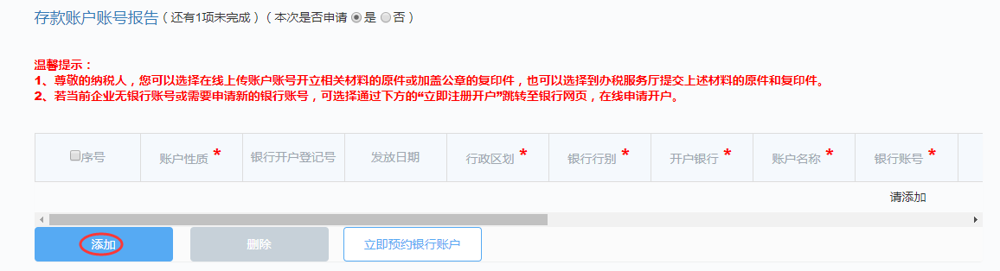 存款账户账号报告（还有1项未完成）（本次是否申请 是 否）
温馨提示：
1、尊敬的纳税人，您可以选择在线上传账户账号开立相关材料的原件或加盖公章的复印件，也可以选择到办税服务厅提交上述材料的原件和复印件。
2、若当前企业无银行账号或需要申请新的银行账号，可选择通过下方的“立即注册开户”跳转至银行网页，在线申请开户。
序号 账户性质 * 银行开户登记号 发放日期 行政区划 * 银行行别 * 开户银行 * 账户名称 * 银行账号 *
请添加
添加 删除 立即预约银行账户